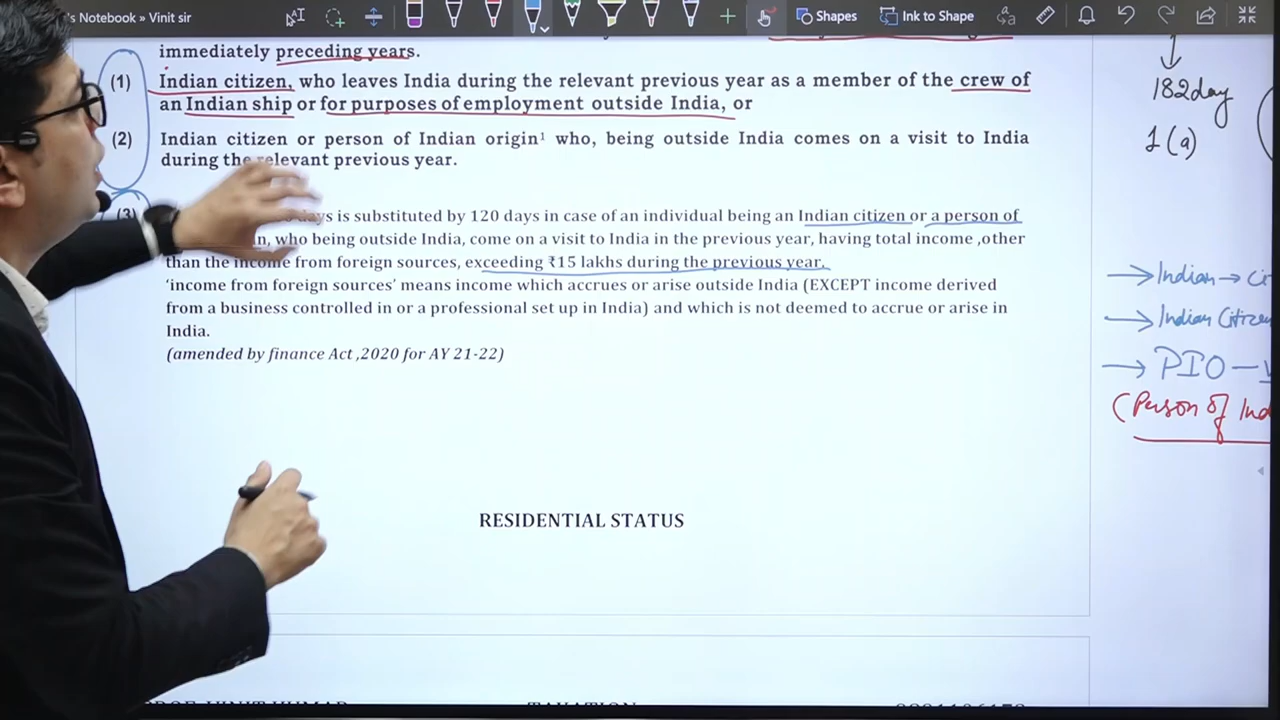 's Notebook » Vinit sir
Shapes
Ink to Shape
immediately preceding years.
(1) Indian citizen, who leaves India during the relevant previous year as a member of the crew of
an Indian ship or for purposes of employment outside India, or
(2) Indian citizen or person of Indian origin¹ who, being outside India comes on a visit to India
during the relevant previous year.
(3) days is substituted by 120 days in case of an individual being an Indian citizen or a person of
who being outside India, come on a visit to India in the previous year, having total income ,other
than the income from foreign sources, exceeding ₹15 lakhs during the previous year.
'income from foreign sources' means income which accrues or arise outside India (EXCEPT income derived
from a business controlled in or a professional set up in India) and which is not deemed to accrue or arise in
India.
(amended by finance Act ,2020 for AY 21-22)
RESIDENTIAL STATUS
182day
1(a)
→ Indian → Ci
→ Indian Citizen
→ PIO –
(Person of Ind